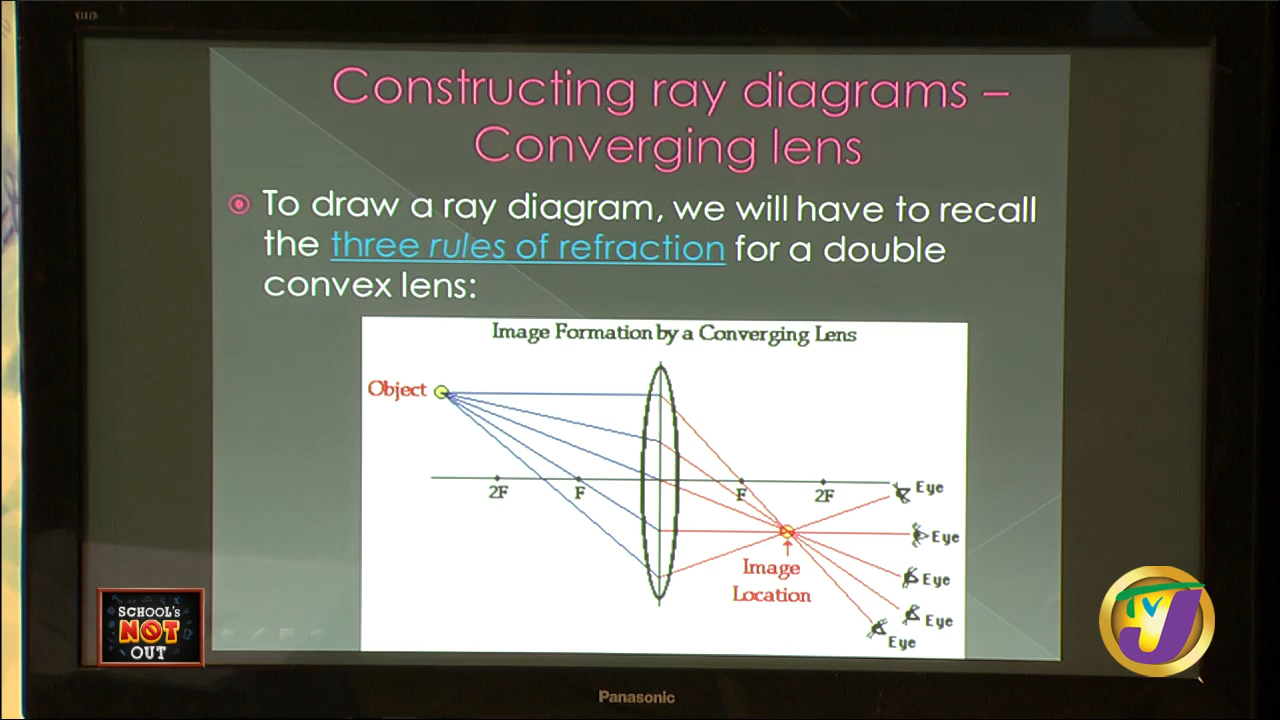 Constructing ray diagrams –
Converging lens
To draw a ray diagram, we will have to recall
the three rules of refraction for a double
convex lens:
Image Formation by a Converging Lens
Object
2F
F
F
2F
Eye
Eye
Eye
Eye
Eye
Image
Location
SCHOOL'S
NOT
OUT
TVJ
Panasonic